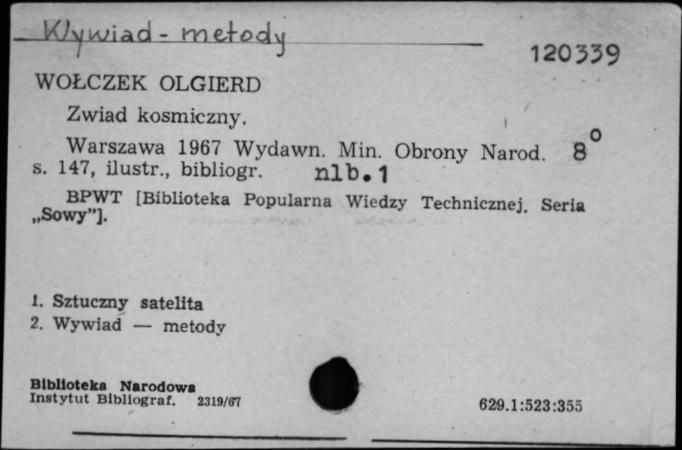 Wywiad - metody
120339
WOŁCZEK OLGIERD
Zwiad kosmiczny.
Warszawa 1967 Wydawn. Min. Obrony Narod. 8°
s. 147, ilustr., bibliogr. nlb.1
BPWT [Biblioteka Popularna Wiedzy Technicznej. Seria
„Sowy”].
1. Sztuczny satelita
2. Wywiad — metody
Biblioteka Narodowa
Instytut Bibliograf. 2319/67
629.1:523:355